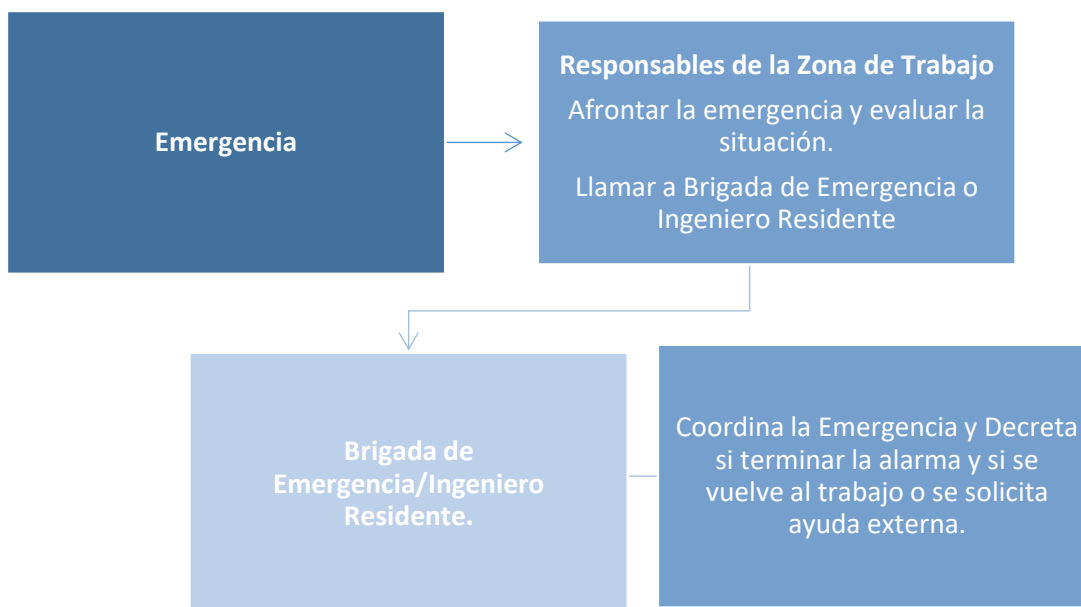 Emergencia
Responsables de la Zona de Trabajo
Afrontar la emergencia y evaluar la
situación.
Llamar a Brigada de Emergencia o
Ingeniero Residente
Brigada de
Emergencia/Ingeniero
Residente.
Coordina la Emergencia y Decreta
si terminar la alarma y si se
vuelve al trabajo o se solicita
ayuda externa.